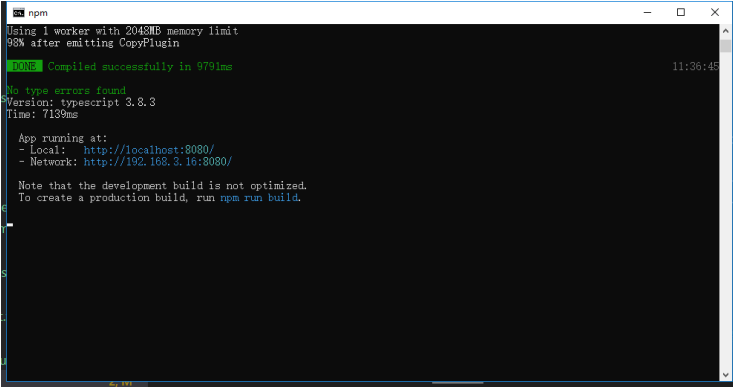 npm
Using 1 worker with 2048MB memory limit
98% after emitting CopyPlugin
DONE Compiled successfully in 9791ms 11:36:45
No type errors found
Version: typescript 3.8.3
Time: 7139ms
App running at:
- Local: http://localhost:8080/
- Network: http://192.168.3.16:8080/
Note that the development build is not optimized.
To create a production build, run npm run build.